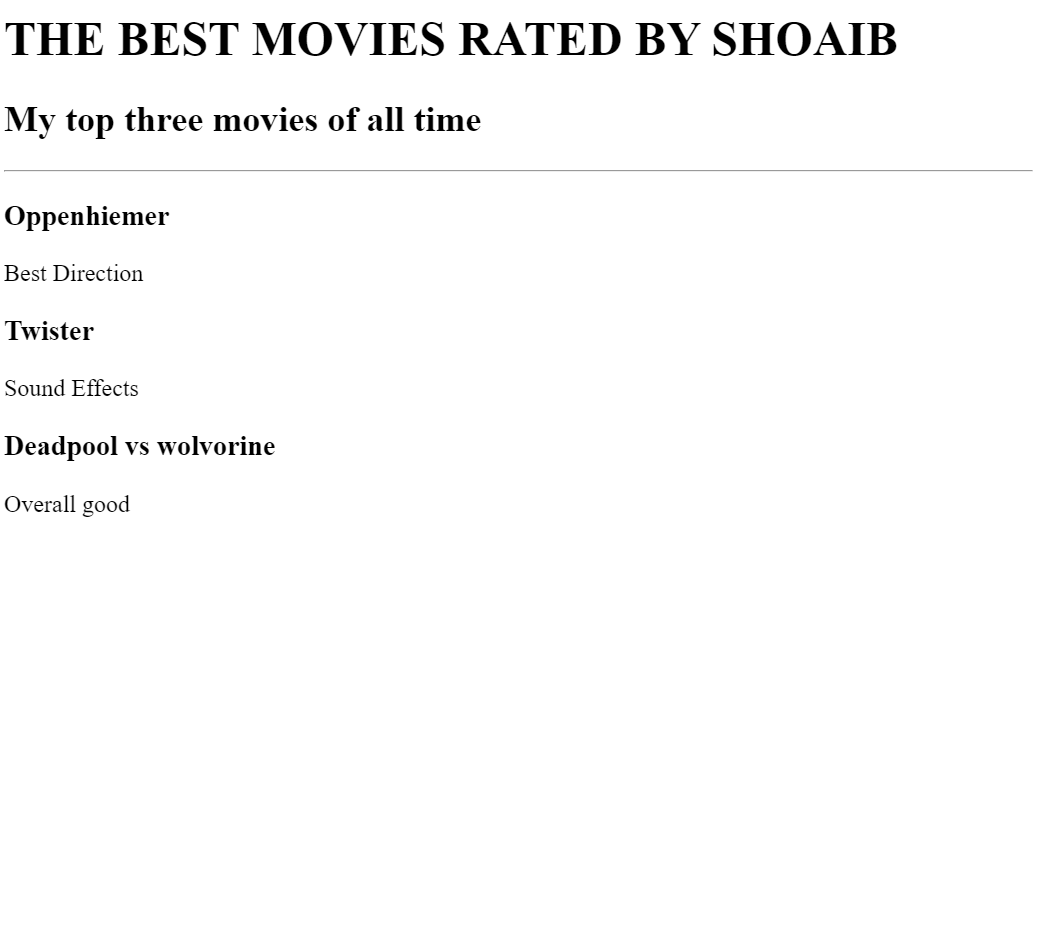 THE BEST MOVIES RATED BY SHOAIB
My top three movies of all time
Oppenhiemer
Best Direction
Twister
Sound Effects
Deadpool vs wolvorine
Overall good